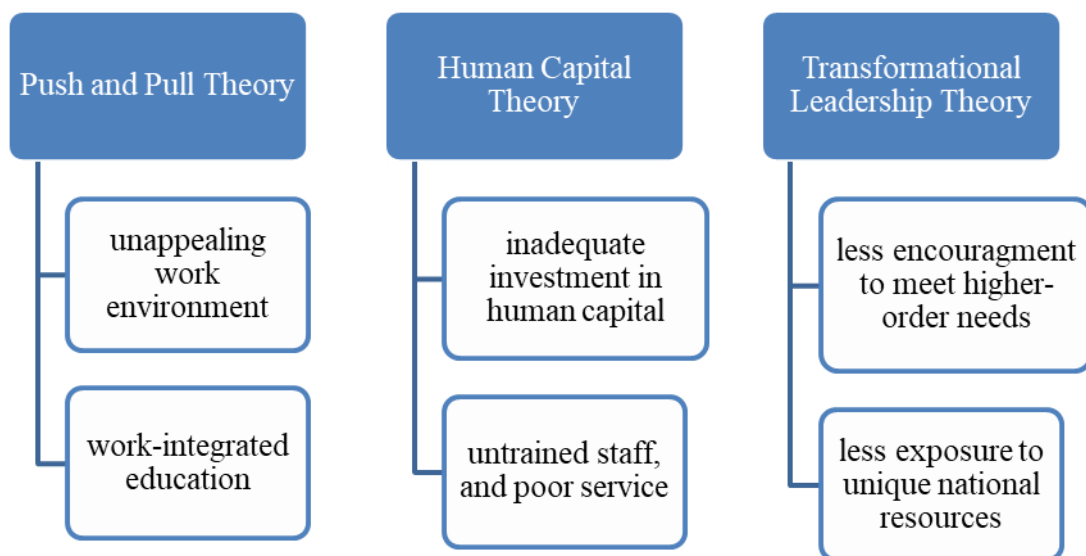 Push and Pull Theory
unappealing
work
environment
work-integrated
education
Human Capital
Theory
inadequate
investment in
human capital
untrained staff,
and poor service
Transformational
Leadership Theory
less encouragment
to meet higher-
order needs
less exposure to
unique national
resources